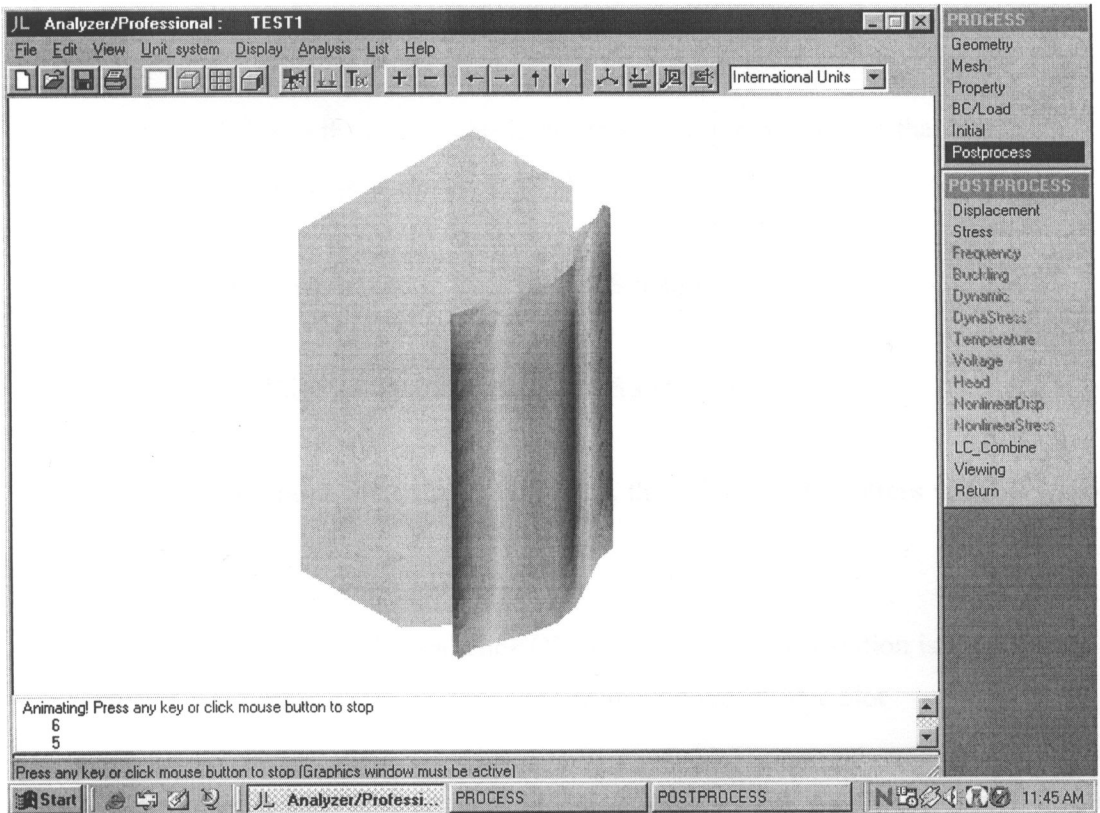 JL Analyzer/Professional : TEST1
File Edit View Unit_system Display Analysis List Help
International Units
Animating! Press any key or click mouse button to stop
6
5
Press any key or click mouse button to stop (Graphics window must be active)
PROCESS
Geometry
Mesh
Property
BC/Load
Initial
Postprocess
POSTPROCESS
Displacement
Stress
Frequency
Buckling
Dynamic
DynaStress
Temperature
Voltage
Head
NonlinearDisp
NonlinearStress
LC_Combine
Viewing
Return
Start
JL Analyzer/Professi...
PROCESS
POSTPROCESS
N
11:45 AM